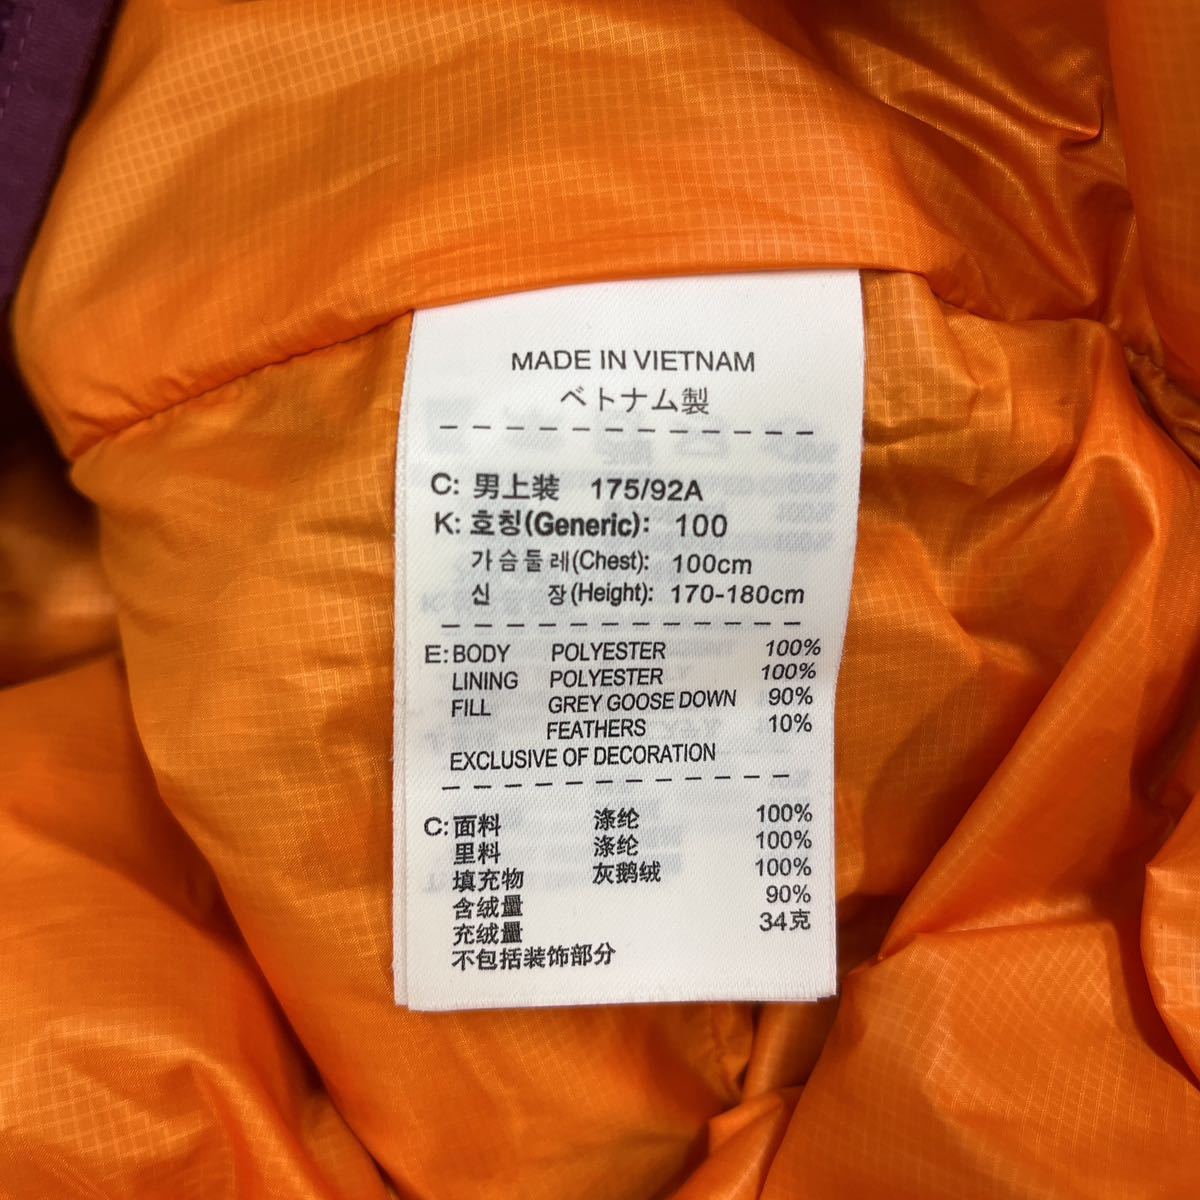 MADE IN VIETNAM
ベトナム製
C: 男上装 175/92A
K: 호칭(Generic): 100
가슴둘레(Chest): 100cm
신 장(Height): 170-180cm
E: BODY POLYESTER 100%
LINING POLYESTER 100%
FILL GREY GOOSE DOWN 90%
FEATHERS 10%
EXCLUSIVE OF DECORATION
C: 面料 涤纶 100%
里料 涤纶 100%
填充物 灰鹅绒 100%
含绒量 90%
充绒量 34克
不包括装饰部分